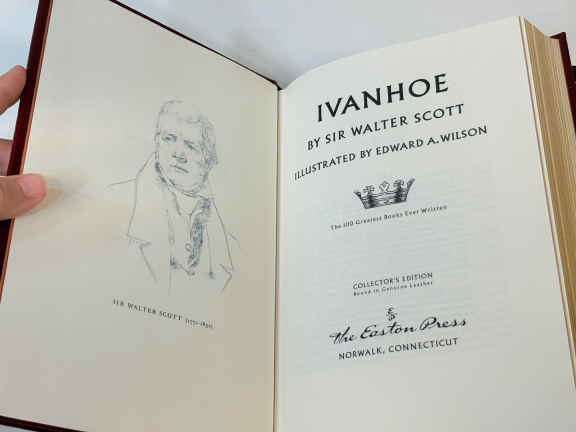 SIR WALTER SCOTT (1771-1832)
IVANHOE
BY SIR WALTER SCOTT
ILLUSTRATED BY EDWARD A. WILSON
The 100 Greatest Books Ever Written
COLLECTOR'S EDITION
Bound in Genuine Leather
The Easton Press
NORWALK, CONNECTICUT